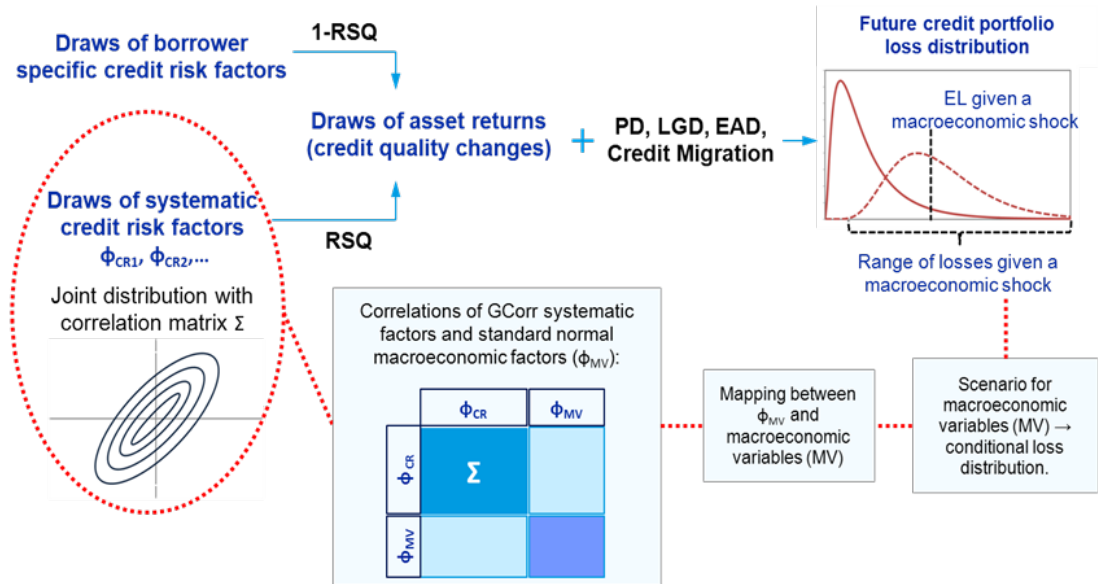 Draws of borrower
specific credit risk factors
1-RSQ
Draws of asset returns
(credit quality changes)
+
PD, LGD, EAD,
Credit Migration
Future credit portfolio
loss distribution
EL given a
macroeconomic shock
Range of losses given a
macroeconomic shock
Draws of systematic
credit risk factors
ϕCR1, ϕCR2,...
RSQ
Joint distribution with
correlation matrix Σ
Correlations of GCorr systematic
factors and standard normal
macroeconomic factors (ϕMV):
ϕCR
ϕMV
ϕCR
Σ
ϕMV
Mapping between
ϕMV and
macroeconomic
variables (MV)
Scenario for
macroeconomic
variables (MV) →
conditional loss
distribution.